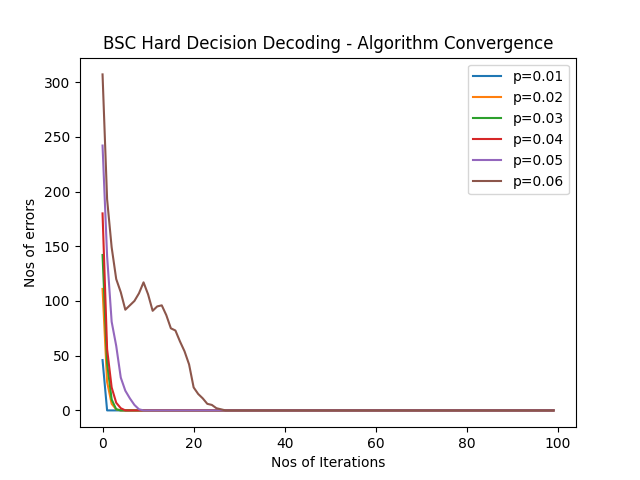 BSC Hard Decision Decoding - Algorithm Convergence
300
250
200
150
100
50
0
Nos of errors
p=0.01
p=0.02
p=0.03
p=0.04
p=0.05
p=0.06
0 20 40 60 80 100
Nos of Iterations